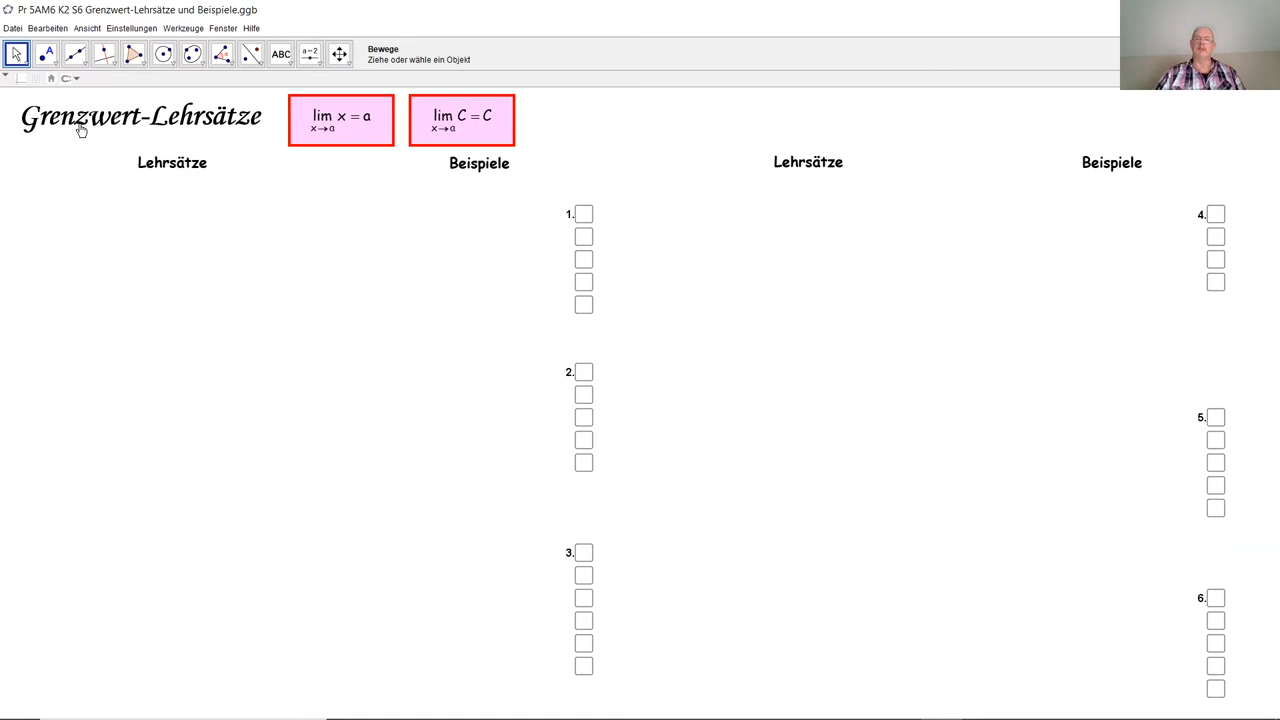 Pr 5AM6 K2 S6 Grenzwert-Lehrsätze und Beispiele.ggb
Datei Bearbeiten Ansicht Einstellungen Werkzeuge Fenster Hilfe
A
ABC
a=2
Bewege
Ziehe oder wähle ein Objekt
Grenzwert-Lehrsätze
lim x = a
x→a
lim C = C
x→a
Lehrsätze Beispiele Lehrsätze Beispiele
1.
2.
3.
4.
5.
6.